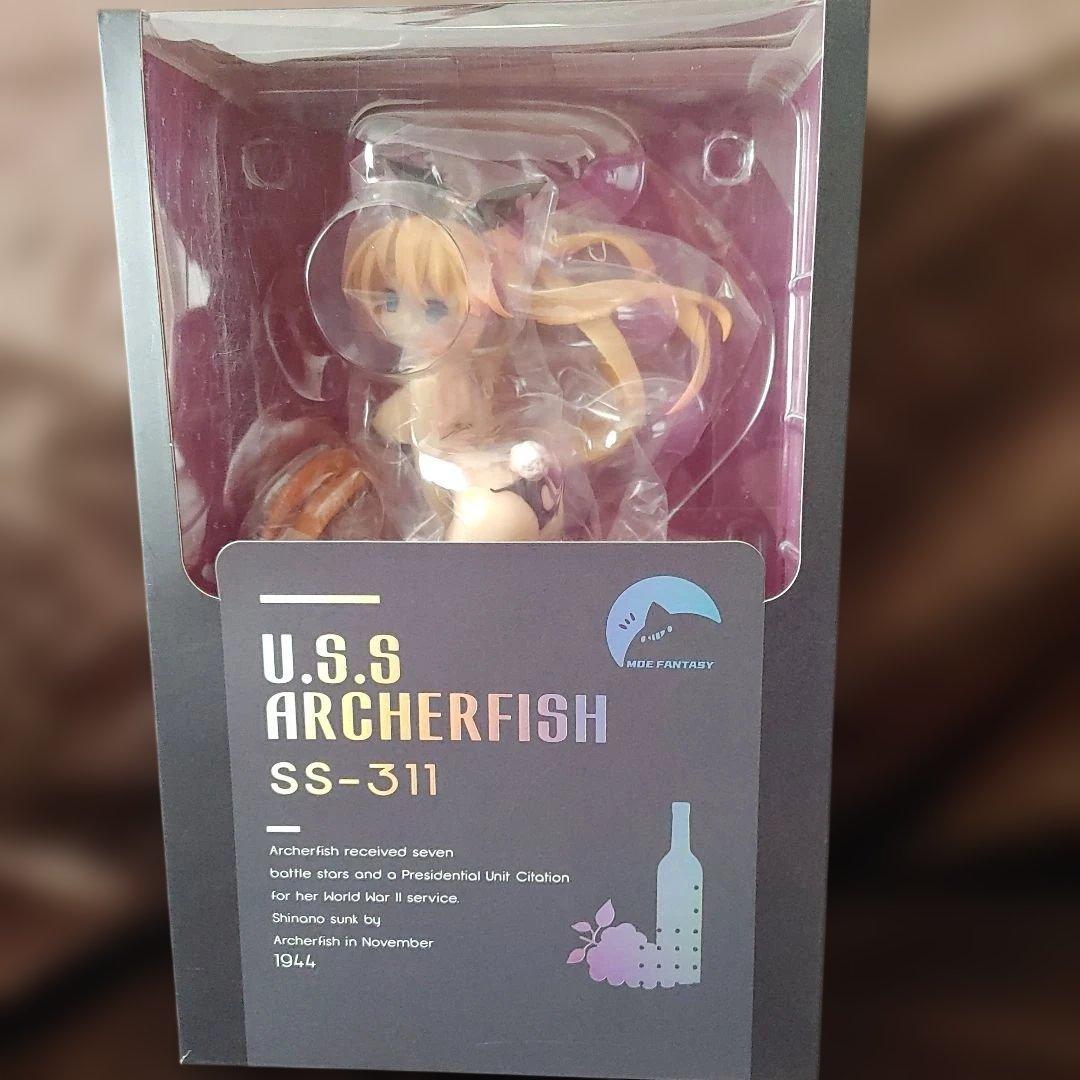 MOE FANTASY
U.S.S
ARCHERFISH
SS-311
Archerfish received seven
battle stars and a Presidential Unit Citation
for her World War II service.
Shinano sunk by
Archerfish in November
1944